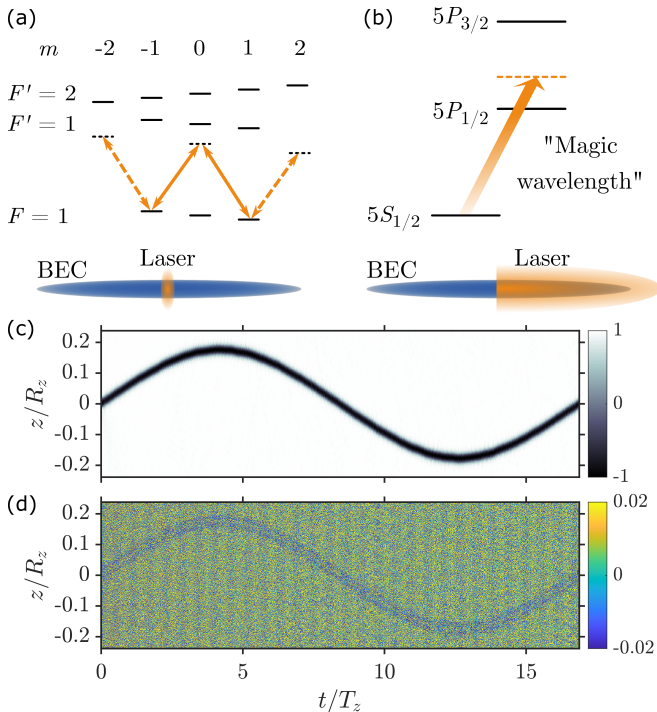 (a)
m -2 -1 0 1 2
F′ = 2
F′ = 1
F = 1
BEC
Laser
(b)
5P3/2
5P1/2
"Magic
wavelength"
5S1/2
BEC
Laser
(c)
z/Rz
0.2
0.1
0
-0.1
-0.2
1
0
-1
(d)
z/Rz
0.2
0.1
0
-0.1
-0.2
0.02
0
-0.02
0 5 10 15
t/Tz